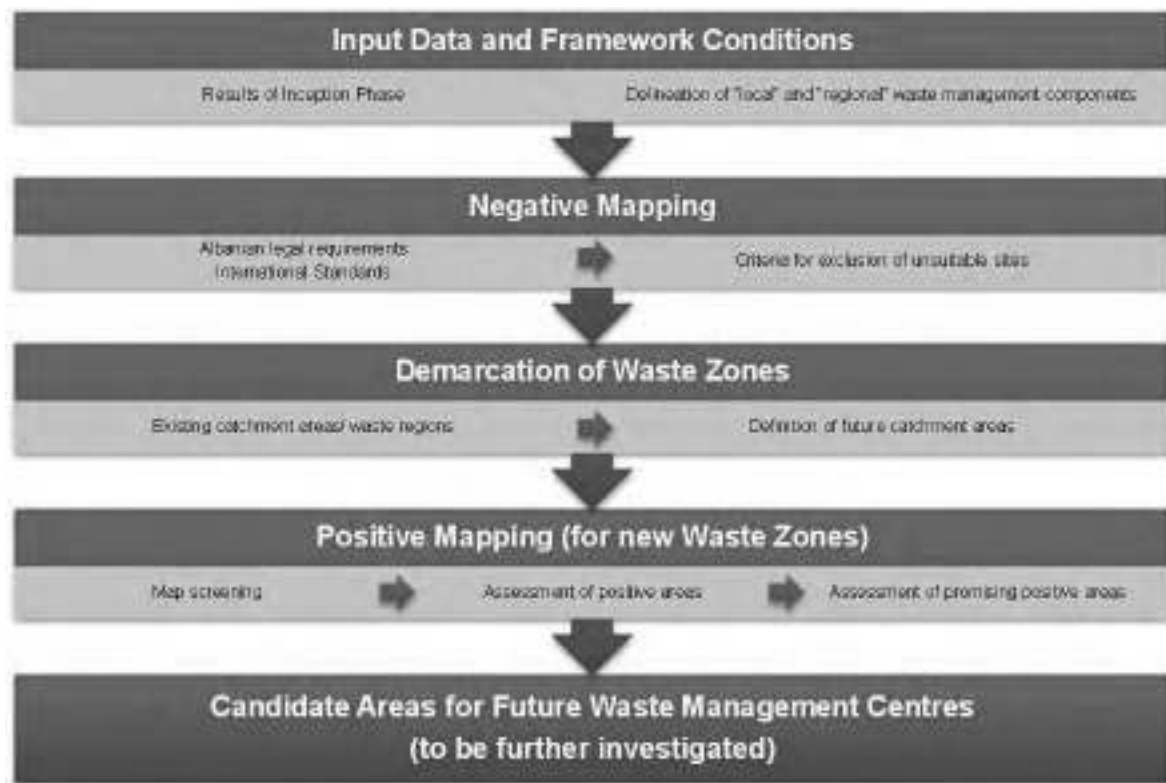 Input Data and Framework Conditions
Results of Inception Phase
Delineation of "local" and "regional" waste management components
Negative Mapping
Albanian legal requirements
International Standards
Criteria for exclusion of unsuitable sites
Demarcation of Waste Zones
Existing catchment areas/ waste regions
Definition of future catchment areas
Positive Mapping (for new Waste Zones)
Map screening
Assessment of positive areas
Assessment of promising positive areas
Candidate Areas for Future Waste Management Centres
(to be further investigated)